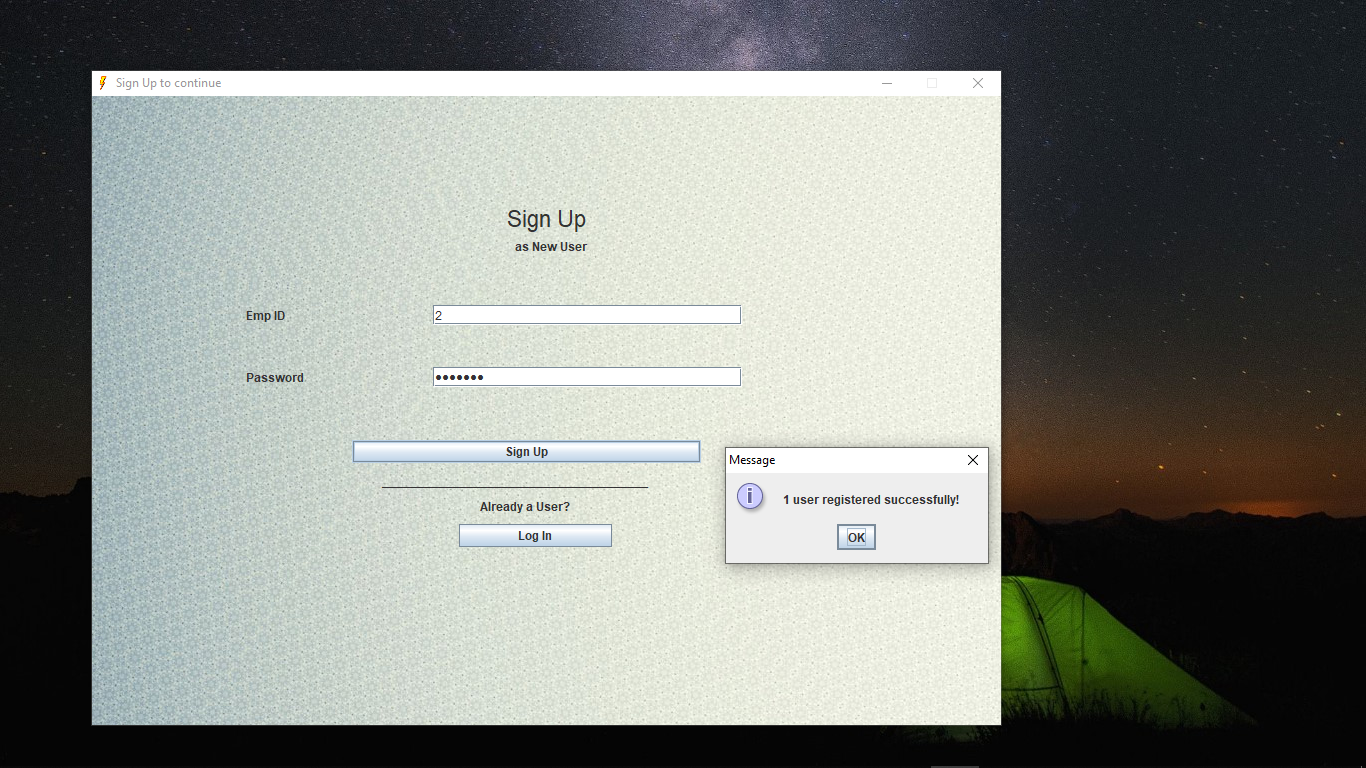 Sign Up to continue
Sign Up
as New User
Emp ID
2
Password
•••••••
Sign Up
Already a User?
Log In
Message
i
1 user registered successfully!
OK